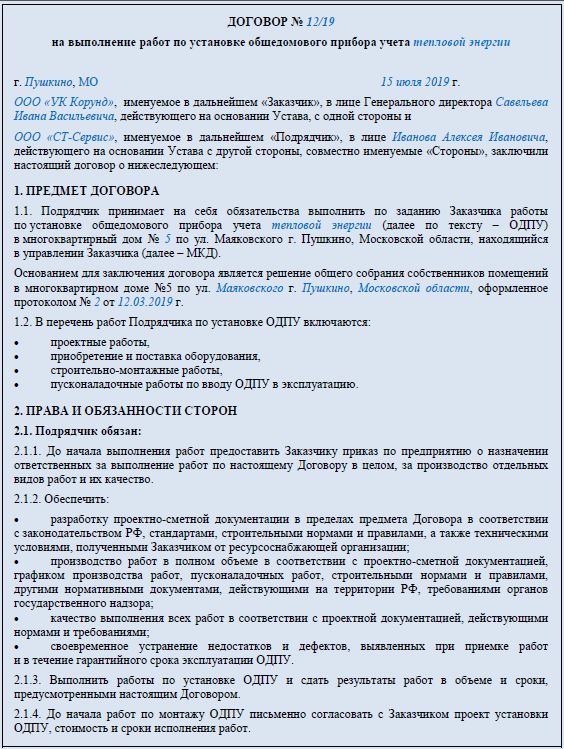 ДОГОВОР № 12/19
на выполнение работ по установке общедомового прибора учета тепловой энергии
г. Пушкино, МО 15 июля 2019 г.
ООО «УК Корунд», именуемое в дальнейшем «Заказчик», в лице Генерального директора Савельева
Ивана Васильевича, действующего на основании Устава, с одной стороны и
ООО «СТ-Сервис», именуемое в дальнейшем «Подрядчик», в лице Иванова Алексея Ивановича,
действующего на основании Устава с другой стороны, совместно именуемые «Стороны», заключили
настоящий договор о нижеследующем:
1. ПРЕДМЕТ ДОГОВОРА
1.1. Подрядчик принимает на себя обязательства выполнить по заданию Заказчика работы
по установке общедомового прибора учета тепловой энергии (далее по тексту – ОДПУ)
в многоквартирный дом № 5 по ул. Маяковского г. Пушкино, Московской области, находящийся
в управлении Заказчика (далее – МКД).
Основанием для заключения договора является решение общего собрания собственников помещений
в многоквартирном доме №5 по ул. Маяковского г. Пушкино, Московской области, оформленное
протоколом № 2 от 12.03.2019 г.
1.2. В перечень работ Подрядчика по установке ОДПУ включаются:
• проектные работы,
• приобретение и поставка оборудования,
• строительно-монтажные работы,
• пусконаладочные работы по вводу ОДПУ в эксплуатацию.
2. ПРАВА И ОБЯЗАННОСТИ СТОРОН
2.1. Подрядчик обязан:
2.1.1. До начала выполнения работ предоставить Заказчику приказ по предприятию о назначении
ответственных за выполнение работ по настоящему Договору в целом, за производство отдельных
видов работ и их качество.
2.1.2. Обеспечить:
• разработку проектно-сметной документации в пределах предмета Договора в соответствии
с законодательством РФ, стандартами, строительными нормами и правилами, а также техническими
условиями, полученными Заказчиком от ресурсоснабжающей организации;
• производство работ в полном объеме в соответствии с проектно-сметной документацией,
графиком производства работ, пусконаладочных работ, строительными нормами и правилами,
другими нормативными документами, действующими на территории РФ, требованиями органов
государственного надзора;
• качество выполнения всех работ в соответствии с проектной документацией, действующими
нормами и требованиями;
• своевременное устранение недостатков и дефектов, выявленных при приемке работ
и в течение гарантийного срока эксплуатации ОДПУ.
2.1.3. Выполнить работы по установке ОДПУ и сдать результаты работ в объеме и сроки,
предусмотренными настоящим Договором.
2.1.4. До начала работ по монтажу ОДПУ письменно согласовать с Заказчиком проект установки
ОДПУ, стоимость и сроки исполнения работ.